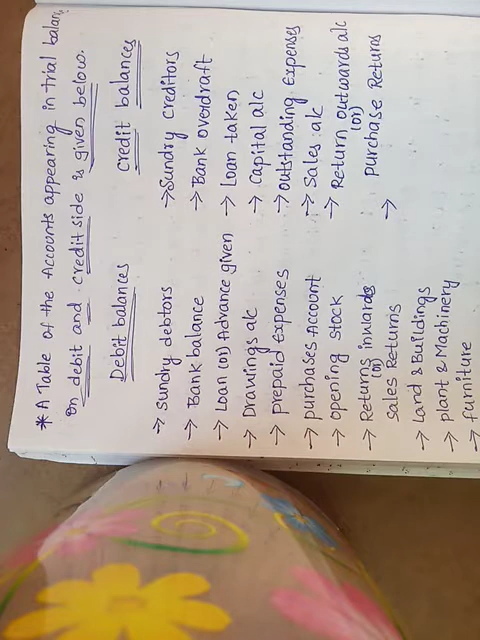 * A Table of the Accounts appearing in trial balan
on debit and credit side is given below.
Debit balances
→ Sundry debtors
→ Bank balance
→ Loan (or) Advance given
→ Drawings a/c
→ prepaid Expenses
→ purchases Account
→ opening stock
→ Returns inwards
(or)
Sales Returns
→ Land & Buildings
→ plant & Machinery
→ furniture
credit balances
→ Sundry creditors
→ Bank overdraft
→ Loan taken
→ Capital a/c
→ outstanding Expenses
→ Sales a/c
→ Return outwards a/c
(or)
Purchase Returns
→